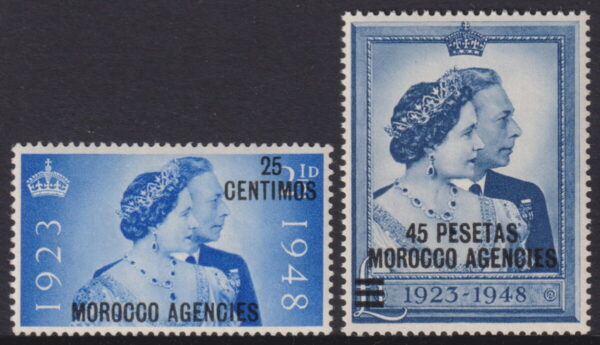 25
CENTIMOS
1923
1948
MOROCCO AGENCIES
45 PESETAS
MOROCCO AGENCIES
£
1923-1948